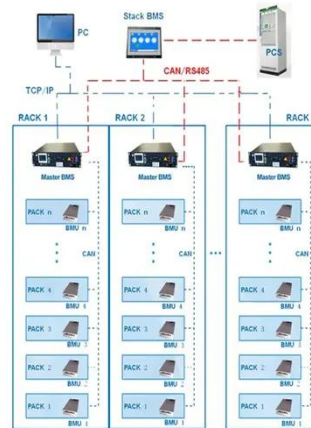 PC
Stack BMS
PCS
CAN/RS485
TCP/IP
RACK 1
RACK 2
RACK
Master BMS
Master BMS
Master BMS
PACK n
BMU n
PACK n
BMU n
PACK n
BMU n
CAN
CAN
CAN
PACK 4
BMU 4
PACK 4
BMU 4
PACK 4
BMU 4
PACK 3
BMU 3
PACK 3
BMU 3
PACK 3
BMU 3
PACK 2
BMU 2
PACK 2
BMU 2
PACK 2
BMU 2
PACK 1
BMU 1
PACK 1
BMU 1
PACK 1
BMU 1